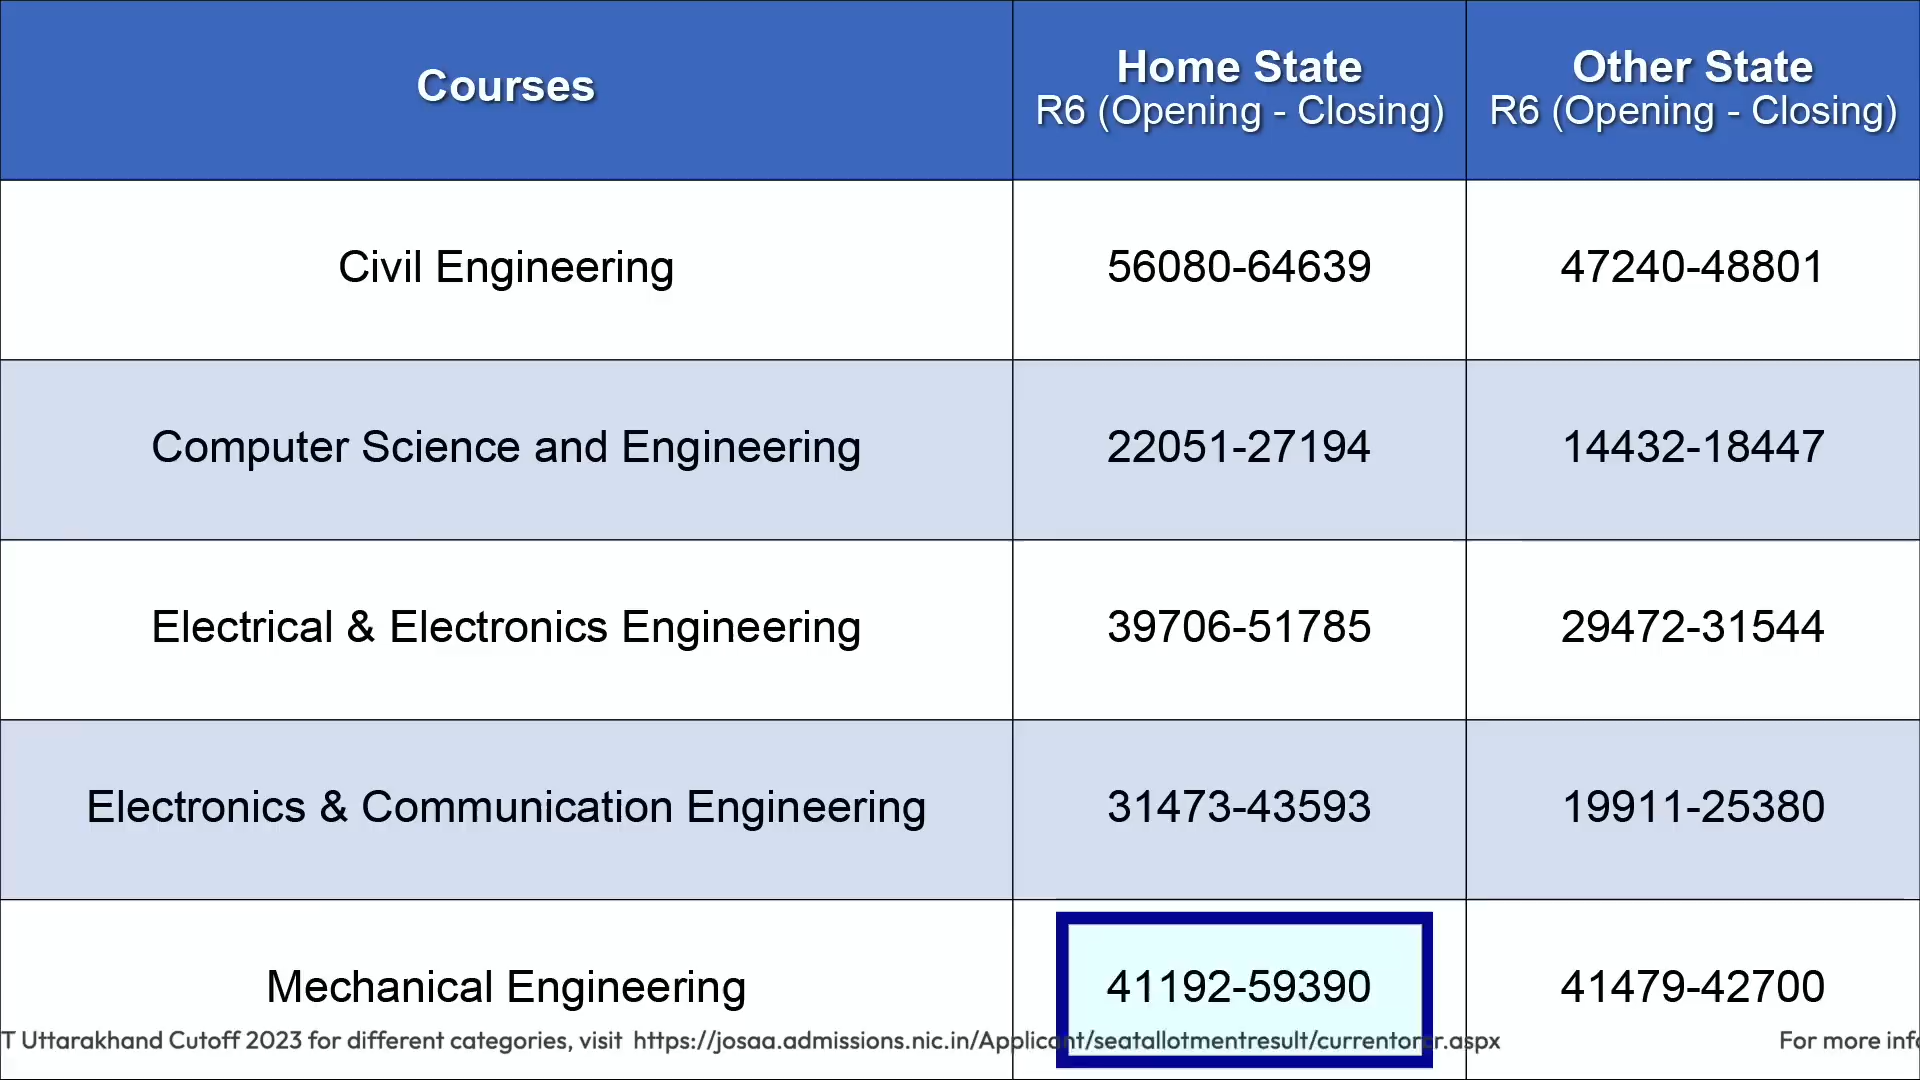 Courses
Home State
R6 (Opening - Closing)
Other State
R6 (Opening - Closing)
Civil Engineering
56080-64639
47240-48801
Computer Science and Engineering
22051-27194
14432-18447
Electrical & Electronics Engineering
39706-51785
29472-31544
Electronics & Communication Engineering
31473-43593
19911-25380
Mechanical Engineering
41192-59390
41479-42700
T Uttarakhand Cutoff 2023 for different categories, visit https://josaa.admissions.nic.in/Applicant/seatallotmentresult/currentorcr.aspx
For more info